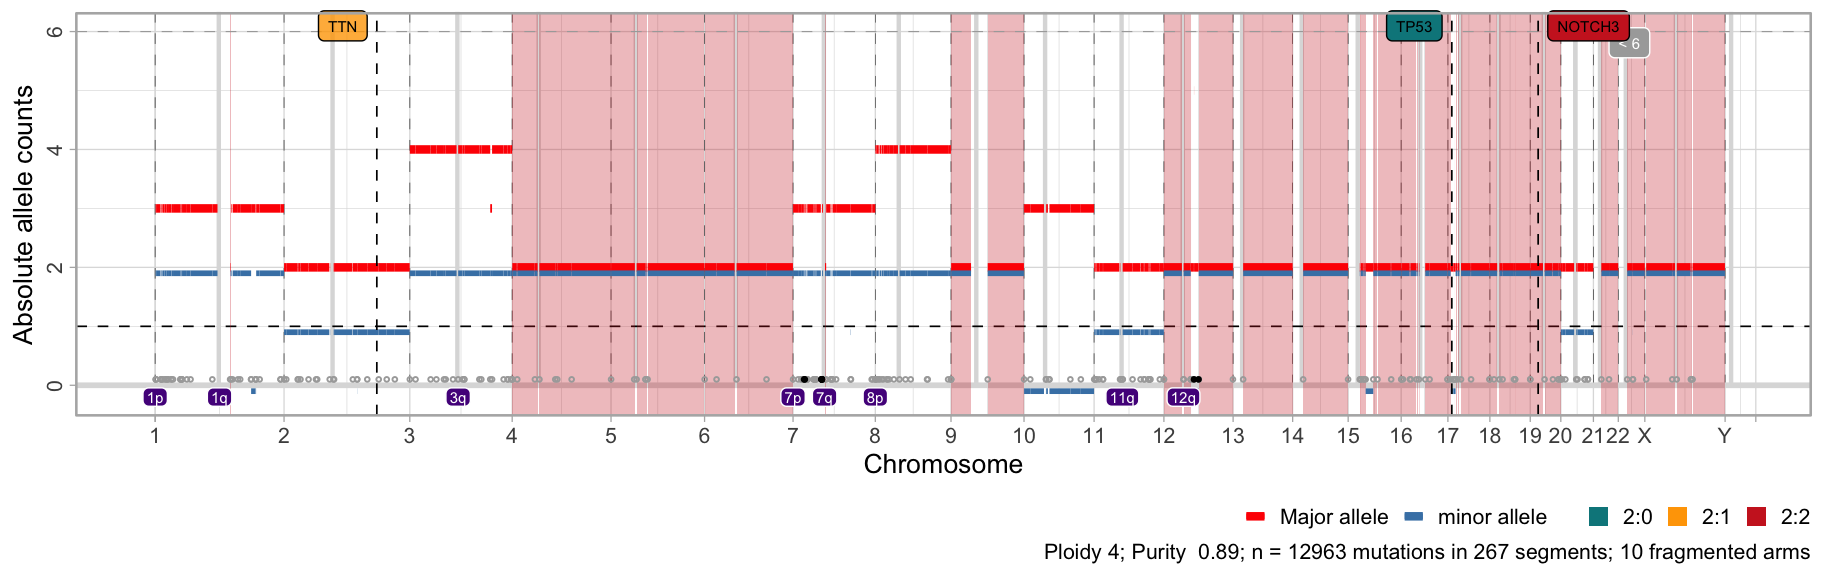 TTN
TP53
NOTCH3
< 6
6
4
2
0
Absolute allele counts
1p
1q
3q
7p
7q
8p
11q
12q
1 2 3 4 5 6 7 8 9 10 11 12 13 14 15 16 17 18 19 20 21 22 X Y
Chromosome
Major allele minor allele 2:0 2:1 2:2
Ploidy 4; Purity 0.89; n = 12963 mutations in 267 segments; 10 fragmented arms